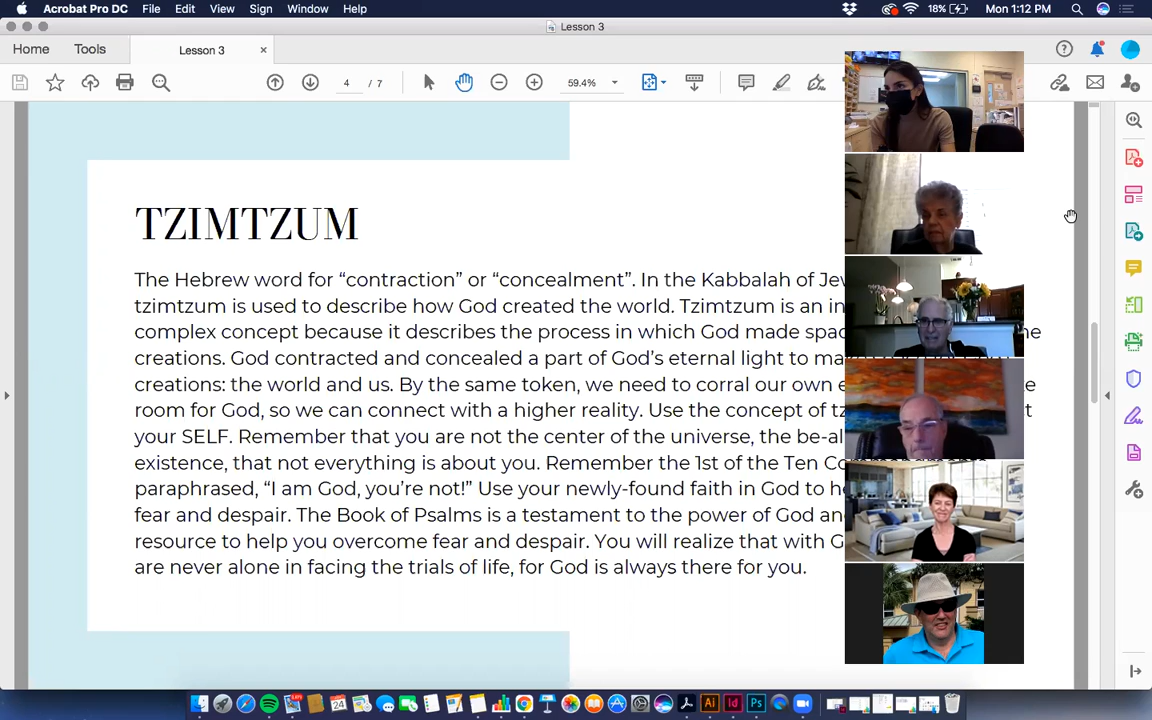 Acrobat Pro DC File Edit View Sign Window Help 18% Mon 1:12 PM
Lesson 3
Home Tools Lesson 3
4 / 7 59.4%
TZIMTZUM
The Hebrew word for “contraction” or “concealment”. In the Kabbalah of Je
tzimtzum is used to describe how God created the world. Tzimtzum is an in
complex concept because it describes the process in which God made spac he
creations. God contracted and concealed a part of God’s eternal light to ma
creations: the world and us. By the same token, we need to corral our own e e
room for God, so we can connect with a higher reality. Use the concept of tz t
your SELF. Remember that you are not the center of the universe, the be-al
existence, that not everything is about you. Remember the 1st of the Ten Co
paraphrased, “I am God, you’re not!” Use your newly-found faith in God to h
fear and despair. The Book of Psalms is a testament to the power of God an
resource to help you overcome fear and despair. You will realize that with G
are never alone in facing the trials of life, for God is always there for you.